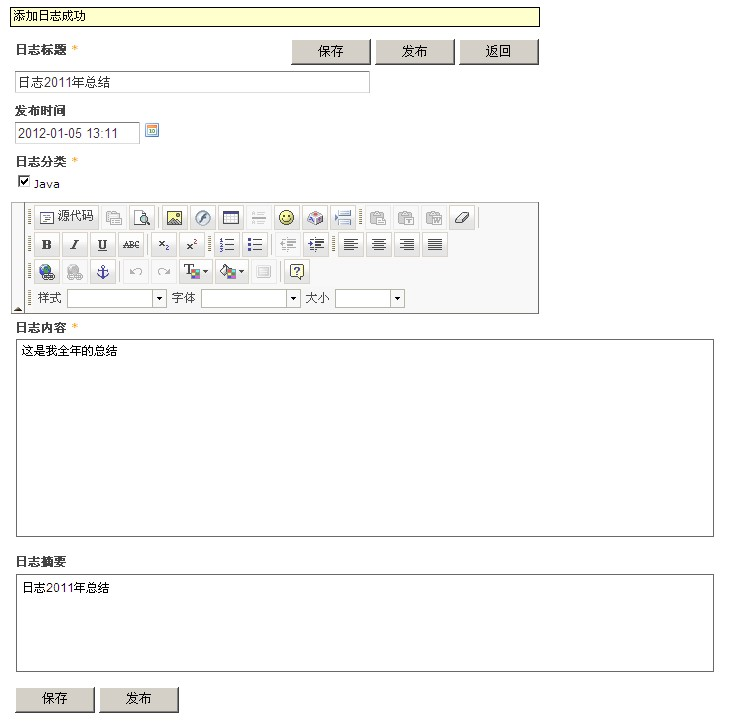 添加日志成功
日志标题 *
保存 发布 返回
日志2011年总结
发布时间
2012-01-05 13:11
日志分类 *
Java
源代码
B I U ABC x₂ x²
样式 字体 大小
日志内容 *
这是我全年的总结
日志摘要
日志2011年总结
保存 发布